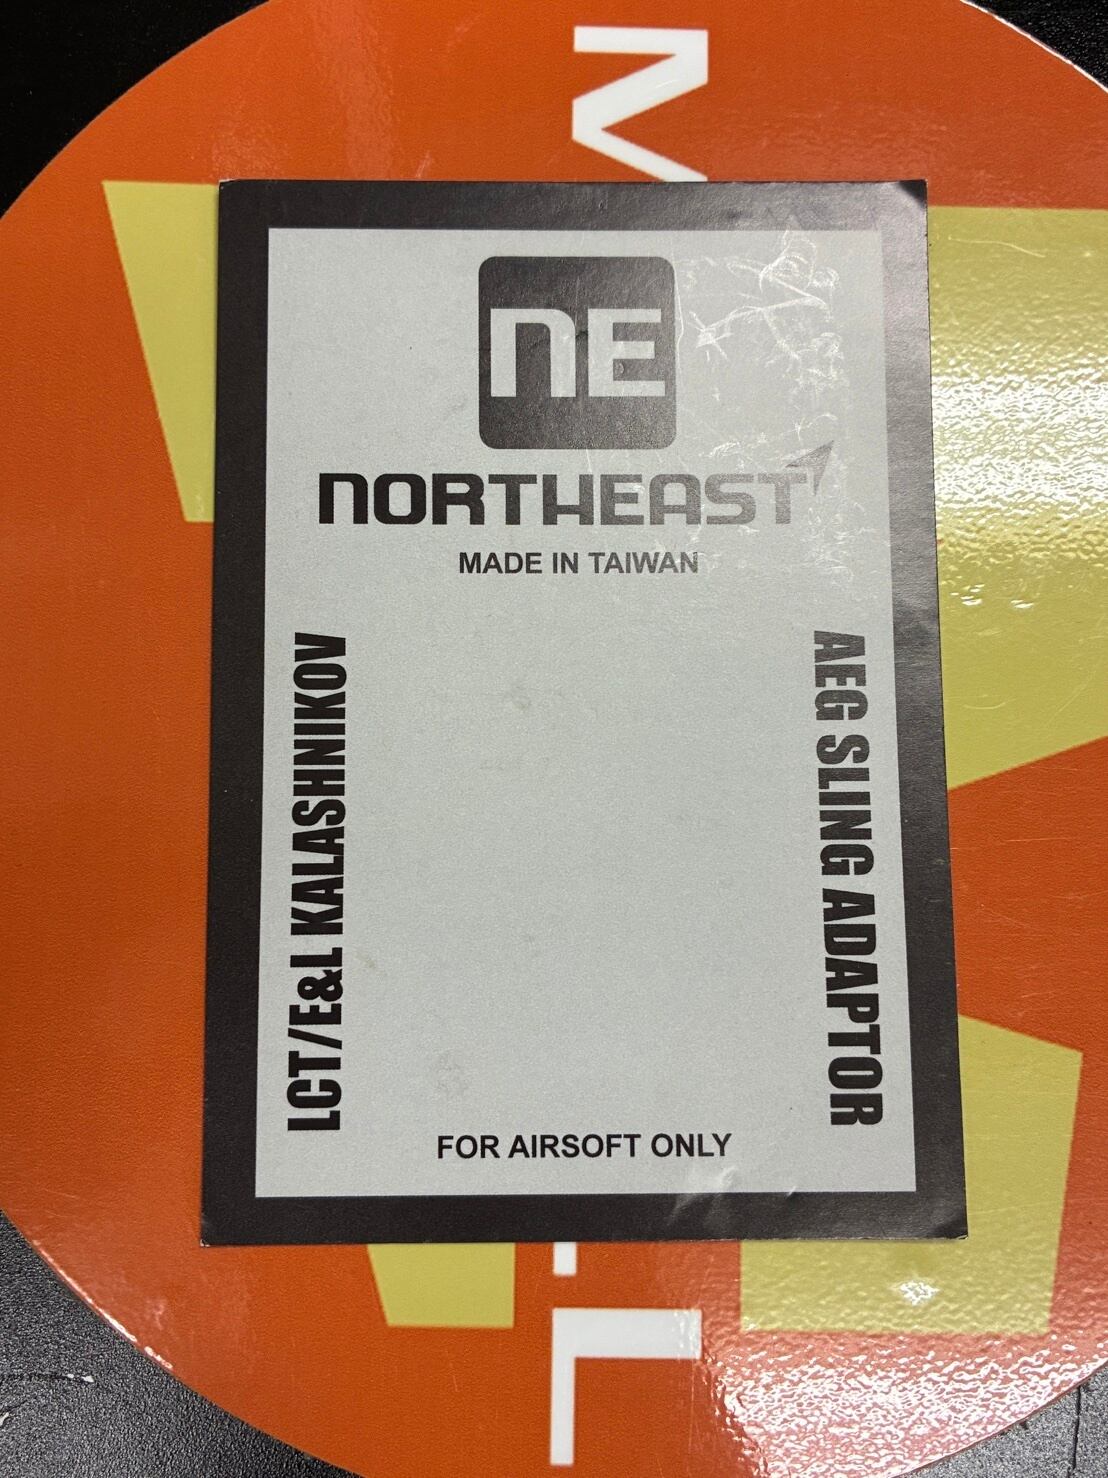 M
NE
NORTHEAST
MADE IN TAIWAN
LCT/E&L KALASHNIKOV
AEG SLING ADAPTOR
FOR AIRSOFT ONLY
L